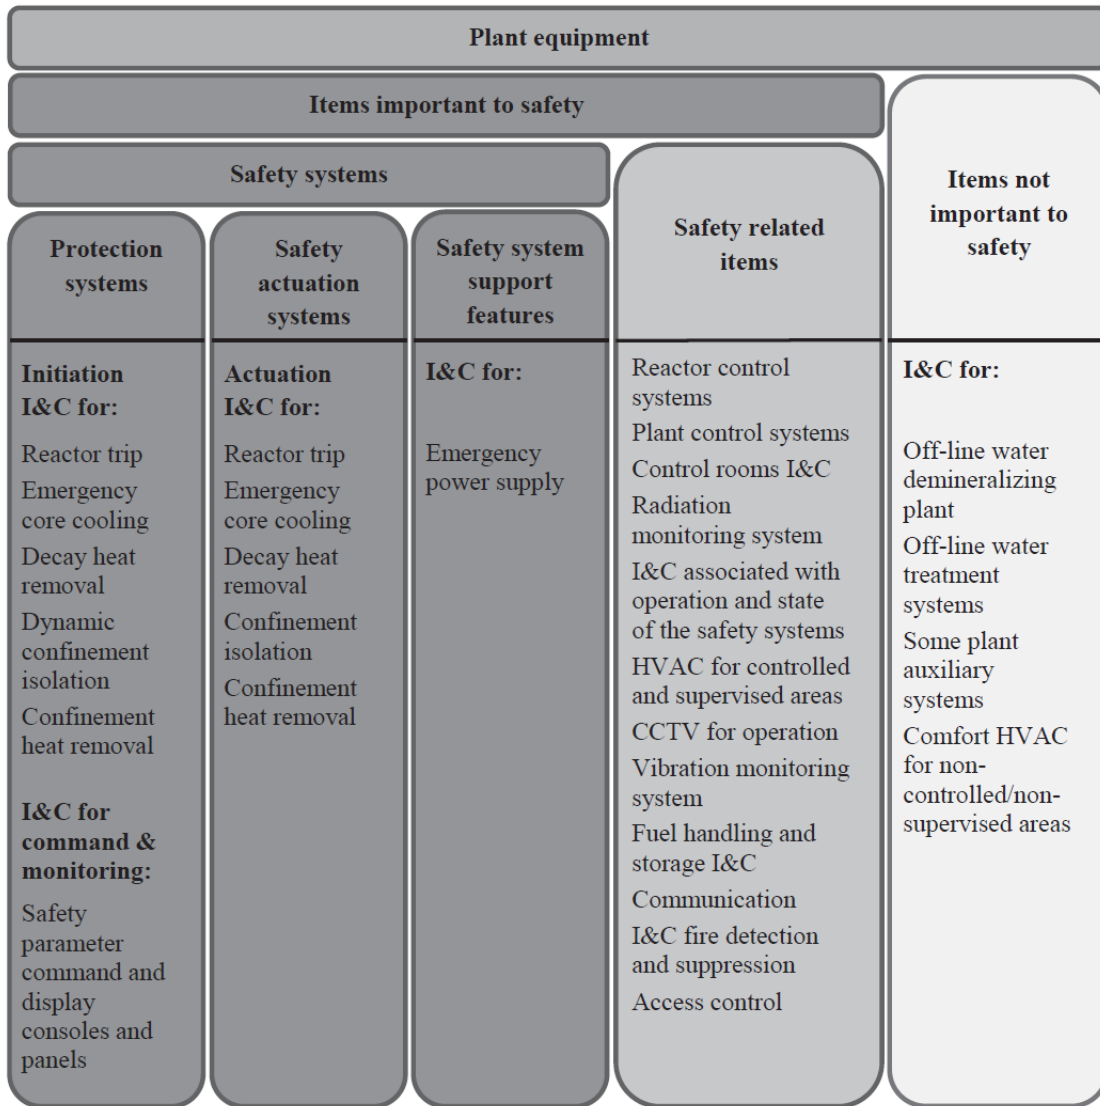 Plant equipment
Items important to safety
Safety systems
Protection
systems
Safety
actuation
systems
Safety system
support
features
Safety related
items
Items not
important to
safety
Initiation
I&C for:
Reactor trip
Emergency
core cooling
Decay heat
removal
Dynamic
confinement
isolation
Confinement
heat removal
I&C for
command &
monitoring:
Safety
parameter
command and
display
consoles and
panels
Actuation
I&C for:
Reactor trip
Emergency
core cooling
Decay heat
removal
Confinement
isolation
Confinement
heat removal
I&C for:
Emergency
power supply
Reactor control
systems
Plant control systems
Control rooms I&C
Radiation
monitoring system
I&C associated with
operation and state
of the safety systems
HVAC for controlled
and supervised areas
CCTV for operation
Vibration monitoring
system
Fuel handling and
storage I&C
Communication
I&C fire detection
and suppression
Access control
I&C for:
Off-line water
demineralizing
plant
Off-line water
treatment
systems
Some plant
auxiliary
systems
Comfort HVAC
for non-
controlled/non-
supervised areas